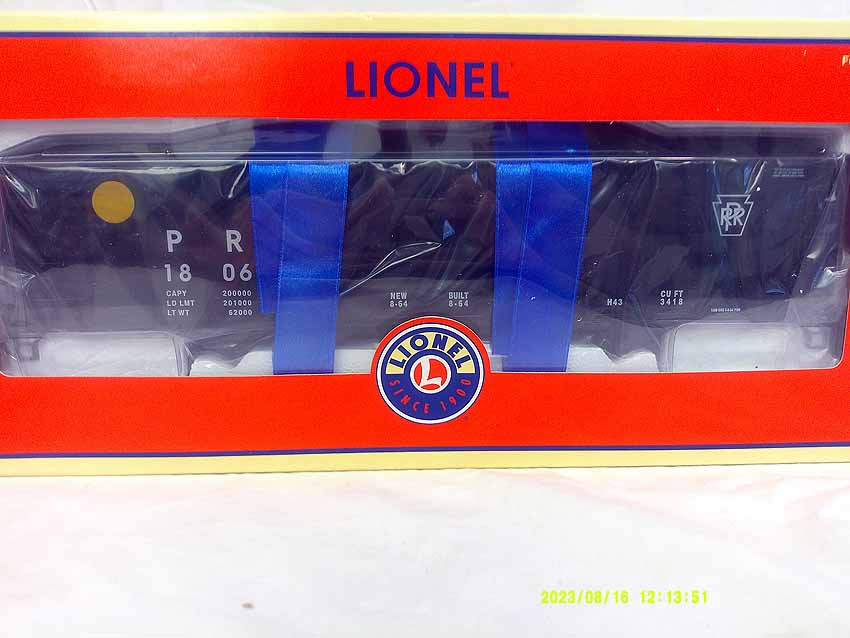 LIONEL
P R
18 06
CAPY 200000
LD LMT 201000
LT WT 62000
NEW BUILT
8-64 8-64
H43
CU FT
3418
PRR
LIONEL
L
SINCE 1900
2023/08/16 12:13:51